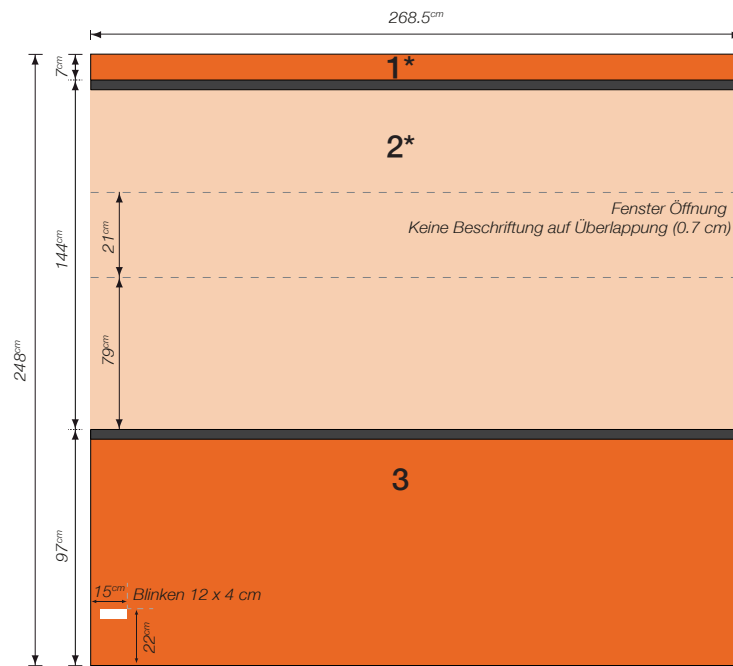 268.5cm
7cm
1*
2*
Fenster Öffnung
Keine Beschriftung auf Überlappung (0.7 cm)
21cm
144cm
79cm
248cm
3
97cm
15cm Blinken 12 x 4 cm
22cm